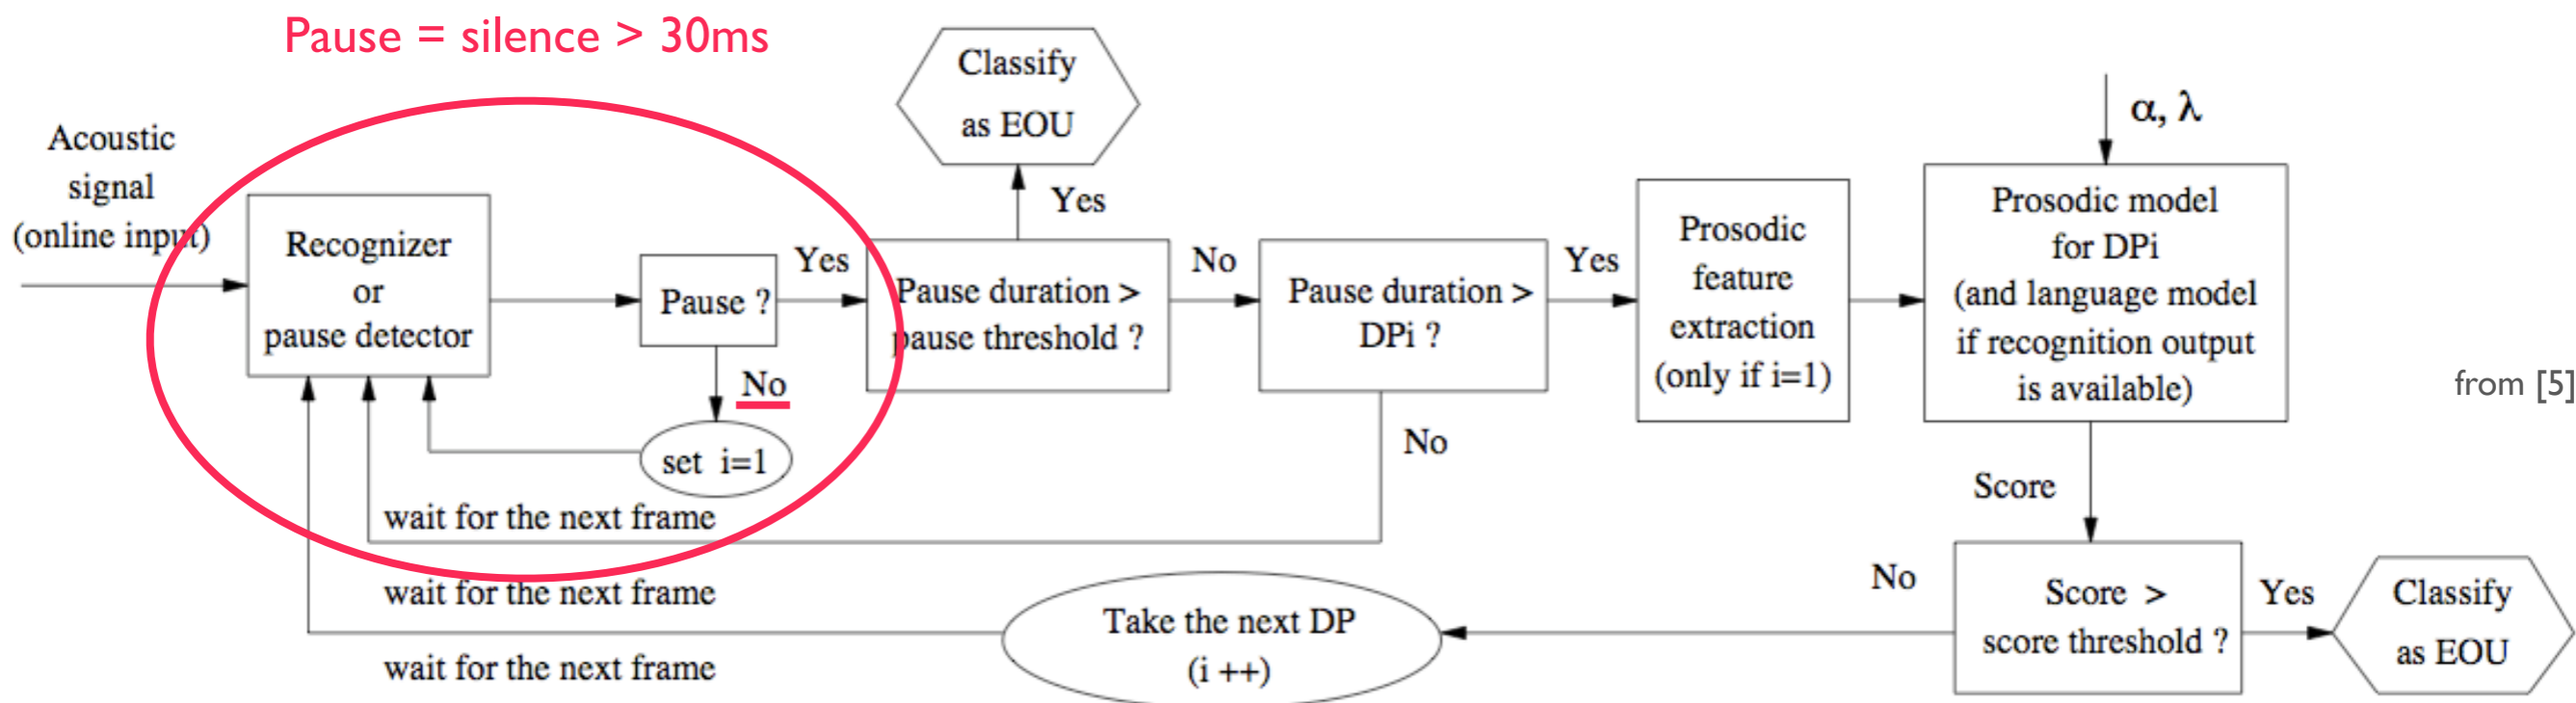 Pause = silence > 30ms
Acoustic
signal
(online input)
Recognizer
or
pause detector
Pause ?
Yes
No
set i=1
Classify
as EOU
Yes
Pause duration >
pause threshold ?
No
Pause duration >
DPi ?
Yes
No
Prosodic
feature
extraction
(only if i=1)
α, λ
Prosodic model
for DPi
(and language model
if recognition output
is available)
from [5]
Score
Score >
score threshold ?
Yes
Classify
as EOU
No
Take the next DP
(i ++)
wait for the next frame
wait for the next frame
wait for the next frame